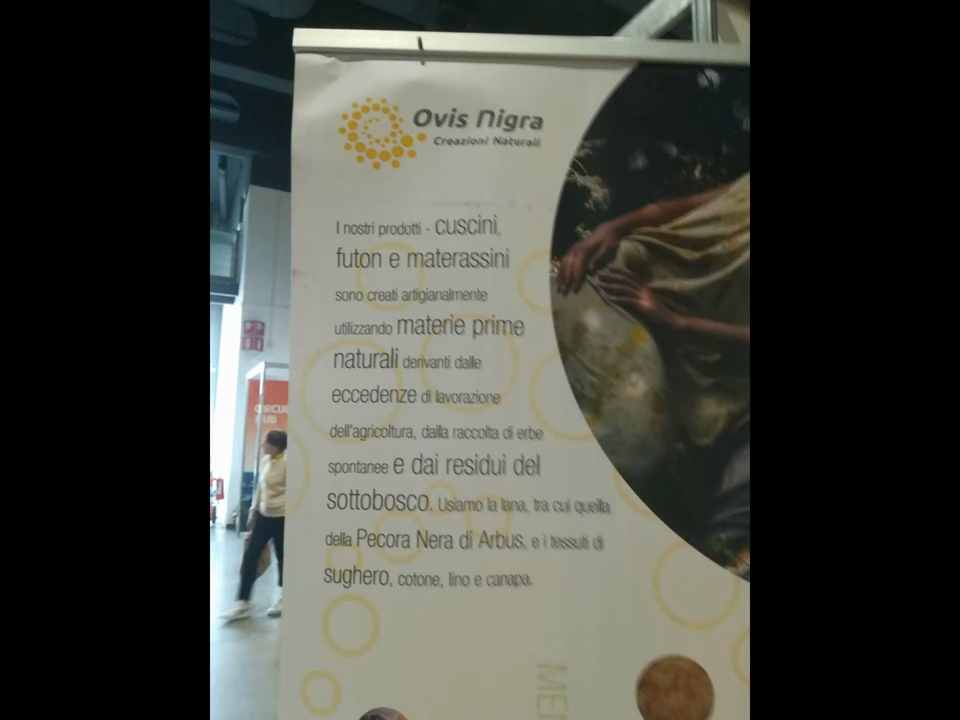 Ovis Nigra
Creazioni Naturali
I nostri prodotti - cuscini,
futon e materassini
sono creati artigianalmente
utilizzando materie prime
naturali derivanti dalle
eccedenze di lavorazione
dell'agricoltura, dalla raccolta di erbe
spontanee e dai residui del
sottobosco. Usiamo la lana, tra cui quella
della Pecora Nera di Arbus, e i tessuti di
sughero, cotone, lino e canapa.